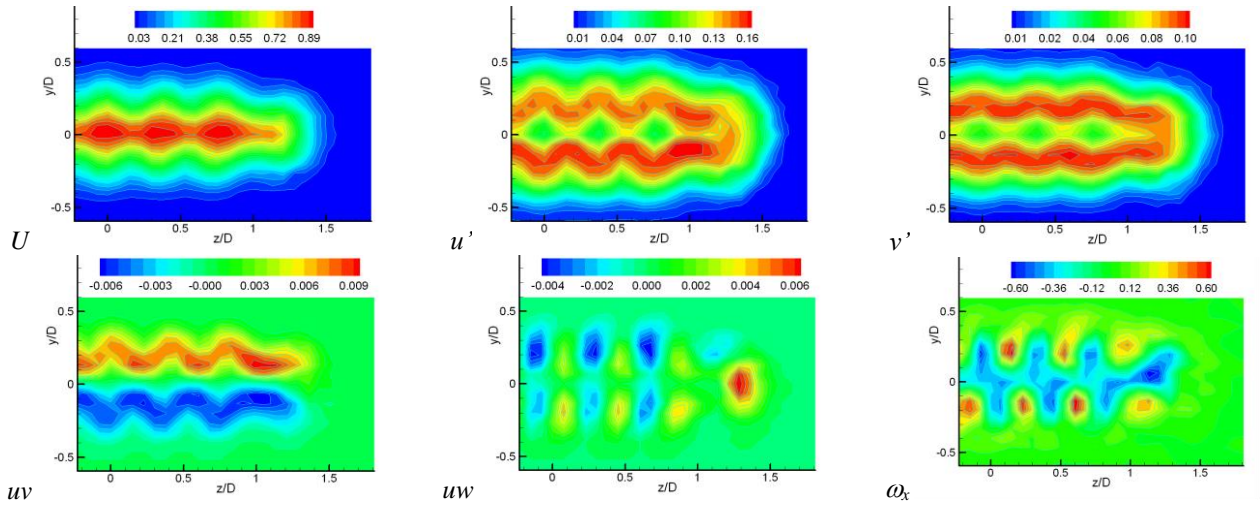 0.03 0.21 0.38 0.55 0.72 0.89
0.01 0.04 0.07 0.10 0.13 0.16
0.01 0.02 0.04 0.06 0.08 0.10
y/D
0.5
0
-0.5
0 0.5 1 1.5
z/D
U
y/D
0.5
0
-0.5
0 0.5 1 1.5
z/D
u’
y/D
0.5
0
-0.5
0 0.5 1 1.5
z/D
v’
-0.006 -0.003 -0.000 0.003 0.006 0.009
-0.004 -0.002 0.000 0.002 0.004 0.006
-0.60 -0.36 -0.12 0.12 0.36 0.60
y/D
0.5
0
-0.5
0 0.5 1 1.5
z/D
uv
y/D
0.5
0
-0.5
0 0.5 1 1.5
z/D
uw
y/D
0.5
0
-0.5
0 0.5 1 1.5
z/D
ωx